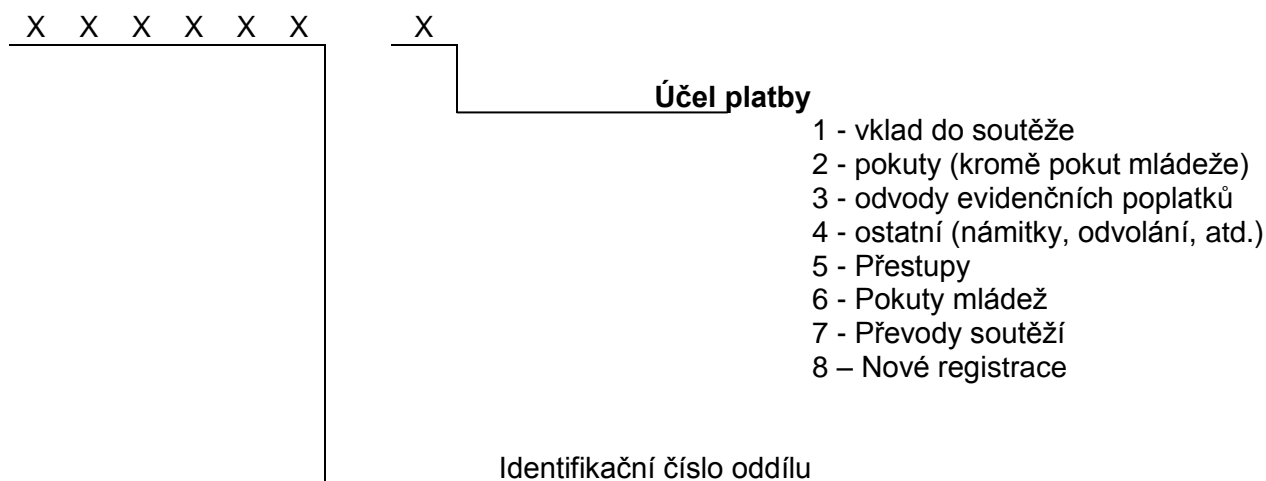 X X X X X X X
Účel platby
1 - vklad do soutěže
2 - pokuty (kromě pokut mládeže)
3 - odvody evidenčních poplatků
4 - ostatní (námitky, odvolání, atd.)
5 - Přestupy
6 - Pokuty mládež
7 - Převody soutěží
8 – Nové registrace
Identifikační číslo oddílu